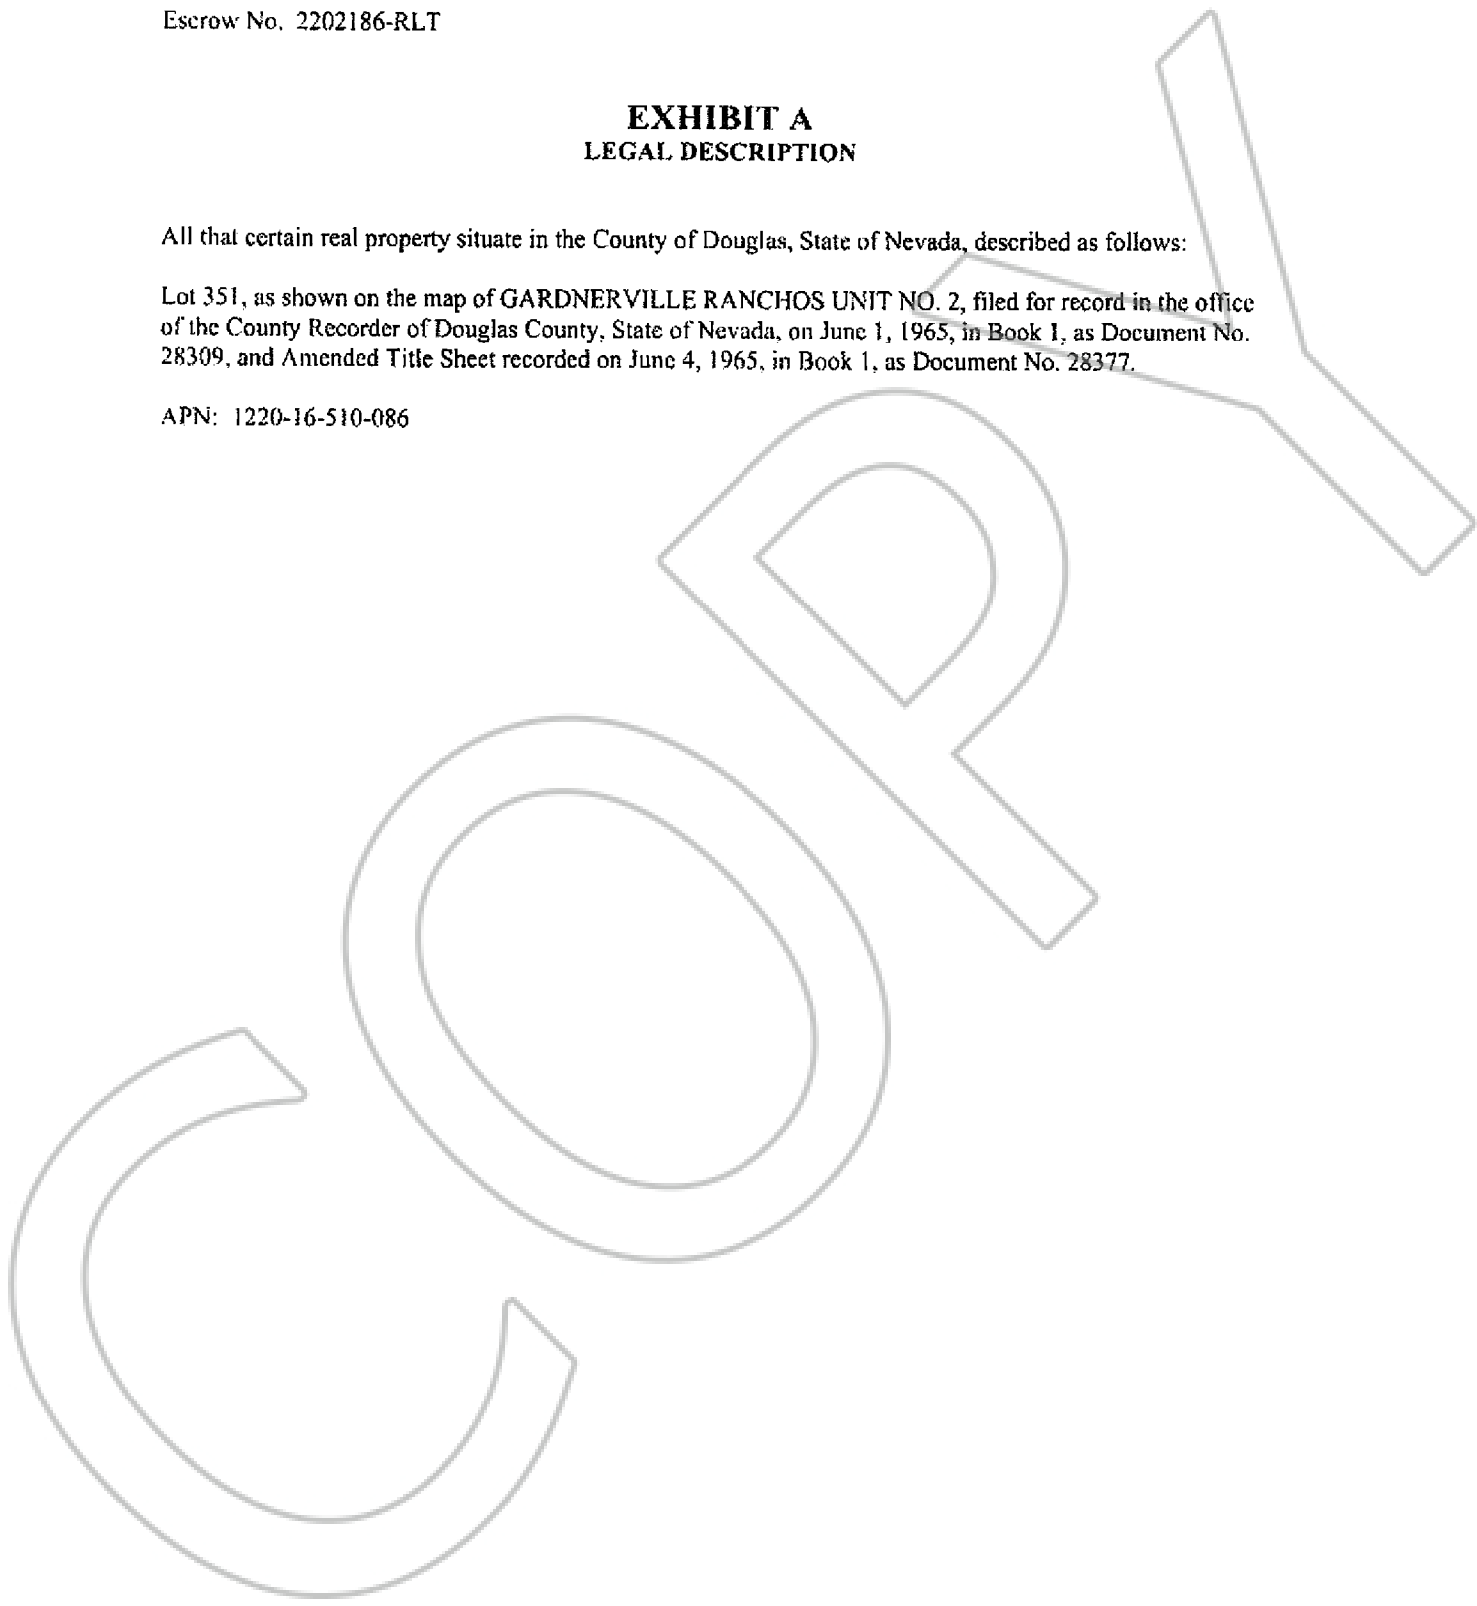 Escrow No. 2202186-RLT
EXHIBIT A
LEGAL DESCRIPTION
All that certain real property situate in the County of Douglas, State of Nevada, described as follows:
Lot 351, as shown on the map of GARDNERVILLE RANCHOS UNIT NO. 2, filed for record in the office
of the County Recorder of Douglas County, State of Nevada, on June 1, 1965, in Book 1, as Document No.
28309, and Amended Title Sheet recorded on June 4, 1965, in Book 1, as Document No. 28377.
APN: 1220-16-510-086
COPY